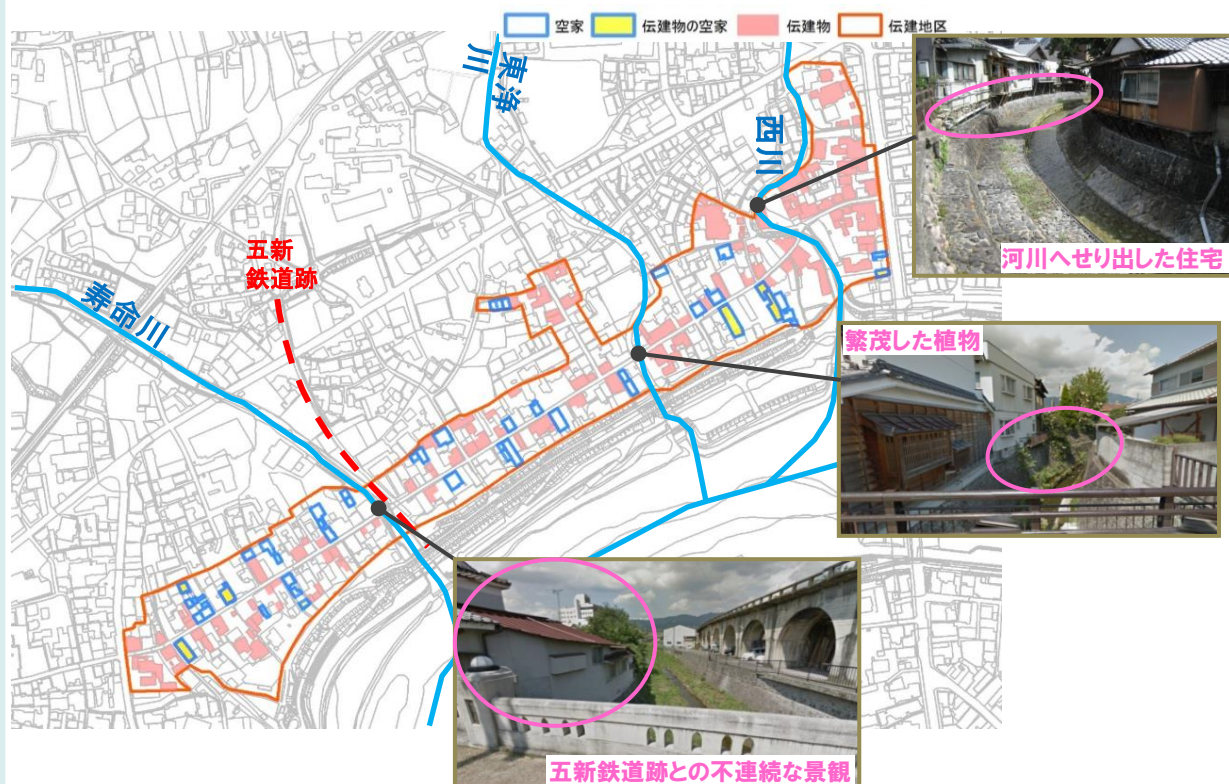 空家
伝建物の空家
伝建物
伝建地区
東浄
川
西川
五新
鉄道跡
寿命川
河川へせり出した住宅
繁茂した植物
五新鉄道跡との不連続な景観